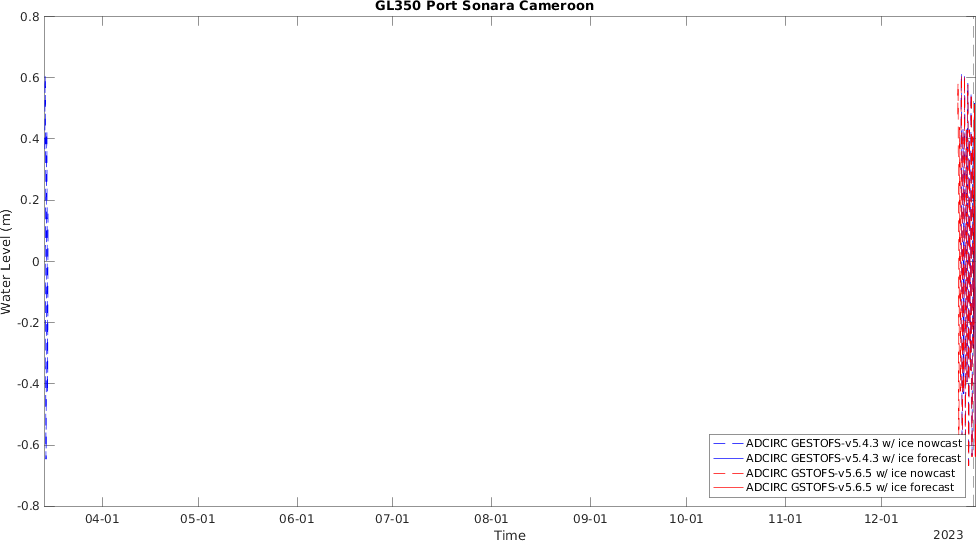 GL350 Port Sonara Cameroon
0.8
0.6
0.4
0.2
0
-0.2
-0.4
-0.6
-0.8
Water Level (m)
04-01 05-01 06-01 07-01 08-01 09-01 10-01 11-01 12-01
Time
2023
ADCIRC GESTOFS-v5.4.3 w/ ice nowcast
ADCIRC GESTOFS-v5.4.3 w/ ice forecast
ADCIRC GSTOFS-v5.6.5 w/ ice nowcast
ADCIRC GSTOFS-v5.6.5 w/ ice forecast